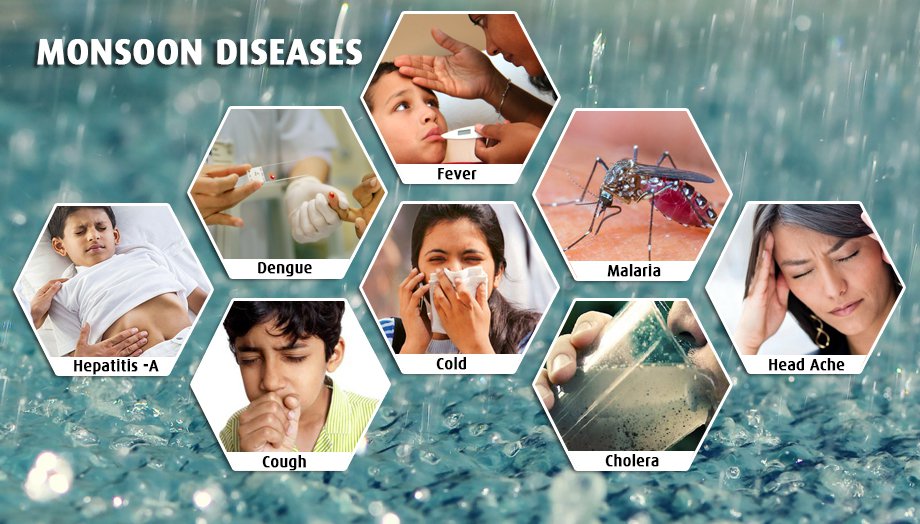 MONSOON DISEASES
Fever
Dengue
Malaria
Hepatitis -A
Cold
Head Ache
Cough
Cholera